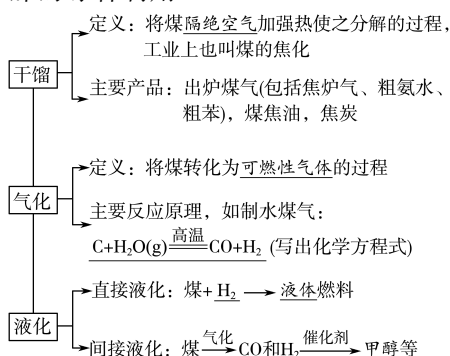 定义：将煤隔绝空气加强热使之分解的过程，
工业上也叫煤的焦化
干馏
主要产品：出炉煤气(包括焦炉气、粗氨水、
粗苯)，煤焦油，焦炭
定义：将煤转化为可燃性气体的过程
气化
主要反应原理，如制水煤气：
C+H₂O(g) 高温 CO+H₂ (写出化学方程式)
直接液化：煤+ H₂ → 液体燃料
液化
间接液化：煤 气化→ CO和H₂ 催化剂→ 甲醇等